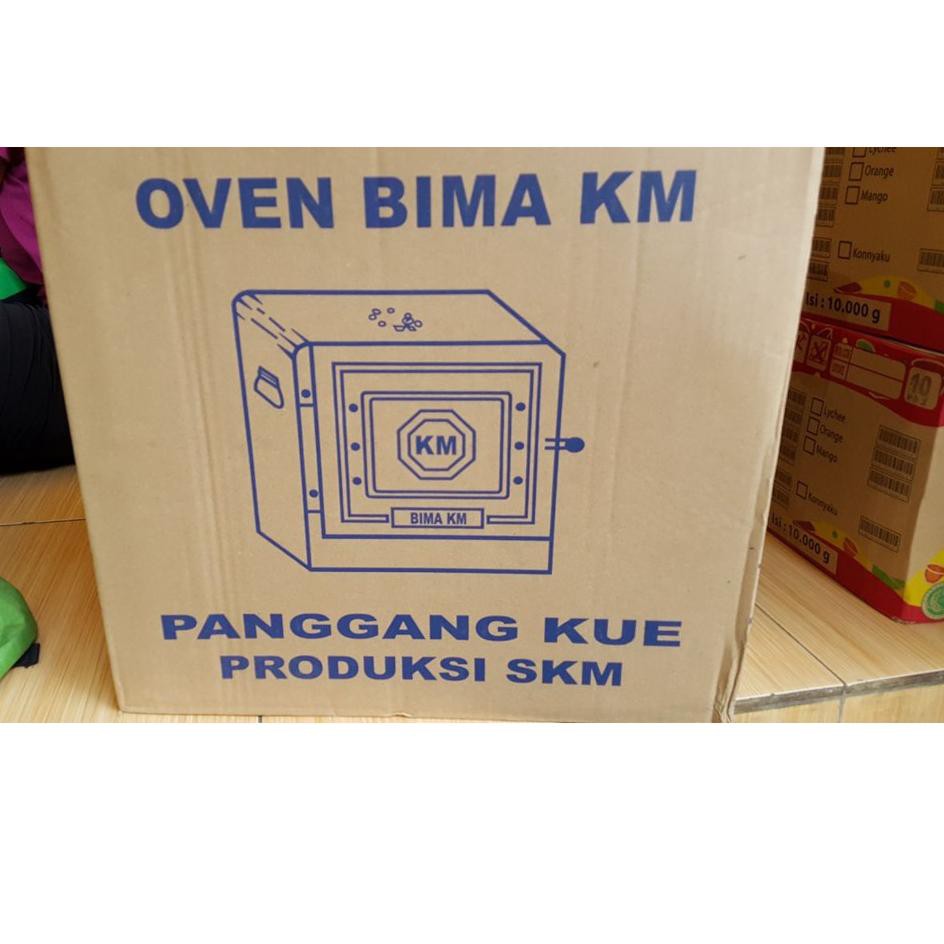 OVEN BIMA KM
KM
BIMA KM
PANGGANG KUE
PRODUKSI SKM
Lychee
Orange
Mango
Konnyaku
Isi : 10.000 g
Lychee
Orange
Mango
Konnyaku
Isi : 10.000 g